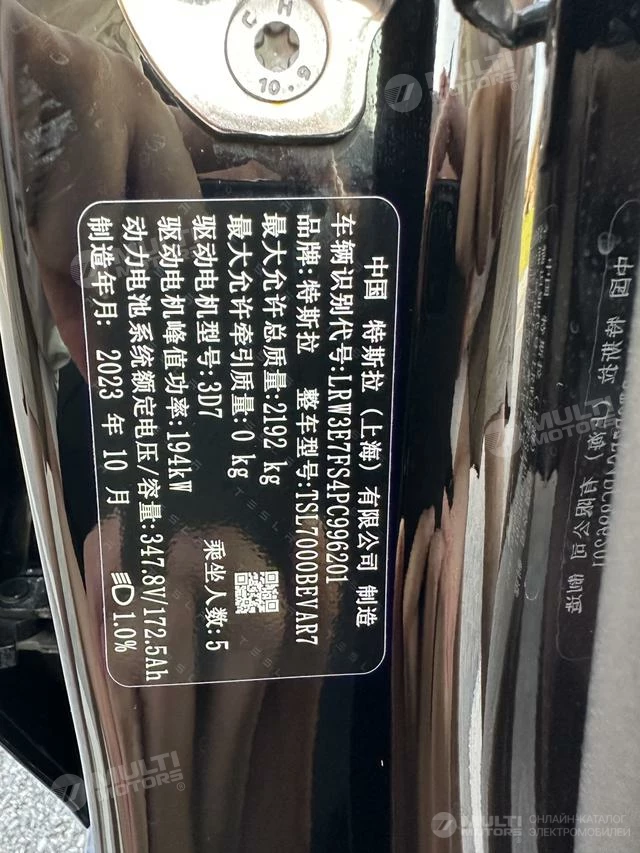 CH
10.9
中国 特斯拉（上海）有限公司 制造
车辆识别代号:LRW3E7FS4PC996201
品牌:特斯拉 整车型号:TSL7000BEVAR7
最大允许总质量:2192 kg
最大允许牵引质量:0 kg
驱动电机型号:3D7 乘坐人数:5
驱动电机峰值功率:194kW
动力电池系统额定电压/容量:347.8V/172.5Ah
制造年月: 2023 年 10 月 1.0%
MULTI MOTORS
MULTI MOTORS
MULTI MOTORS®
MULTI MOTORS
ОНЛАЙН-КАТАЛОГ
ЭЛЕКТРОМОБИЛЕЙ